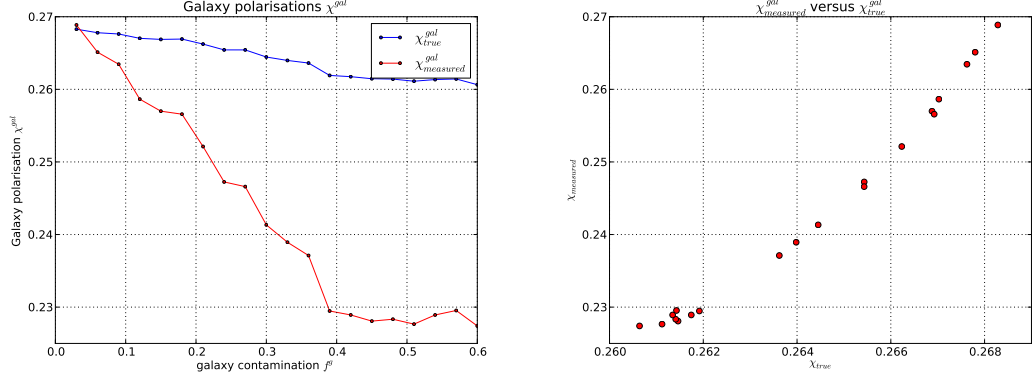 Galaxy polarisations χ^gal
0.27
0.26
0.25
0.24
0.23
0.0 0.1 0.2 0.3 0.4 0.5 0.6
galaxy contamination f^g
Galaxy polarisation χ^gal
χ^gal_true
χ^gal_measured
χ^gal_measured versus χ^gal_true
0.27
0.26
0.25
0.24
0.23
0.260 0.262 0.264 0.266 0.268
χ_true
χ_measured